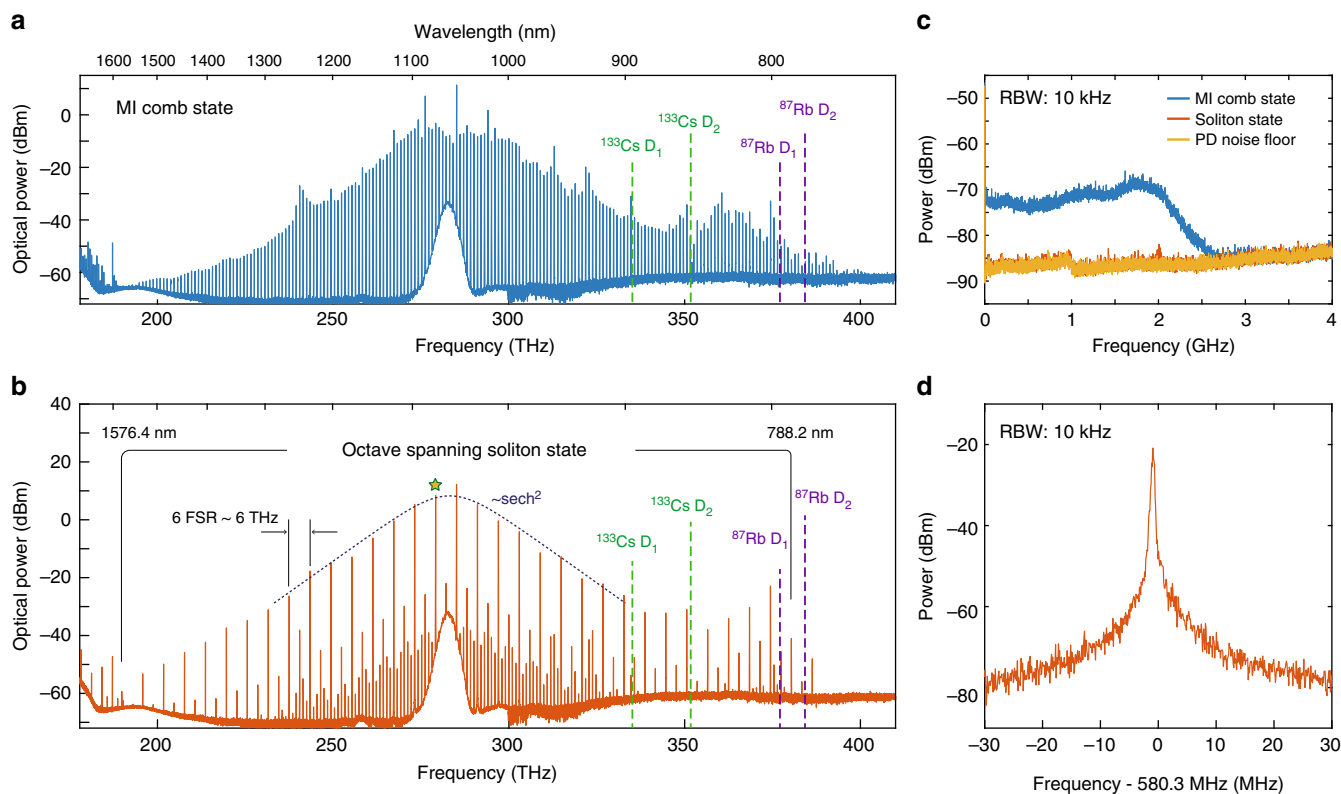 a
Wavelength (nm)
1600 1500 1400 1300 1200 1100 1000 900 800
MI comb state
Optical power (dBm)
0
−20
−40
−60
133Cs D1
133Cs D2
87Rb D1
87Rb D2
200 250 300 350 400
Frequency (THz)
b
Optical power (dBm)
40
20
0
−20
−40
−60
1576.4 nm
Octave spanning soliton state
788.2 nm
~sech2
6 FSR ~ 6 THz
133Cs D1
133Cs D2
87Rb D1
87Rb D2
200 250 300 350 400
Frequency (THz)
c
RBW: 10 kHz
MI comb state
Soliton state
PD noise floor
Power (dBm)
−50
−60
−70
−80
−90
0 1 2 3 4
Frequency (GHz)
d
RBW: 10 kHz
Power (dBm)
−20
−40
−60
−80
−30 −20 −10 0 10 20 30
Frequency - 580.3 MHz (MHz)